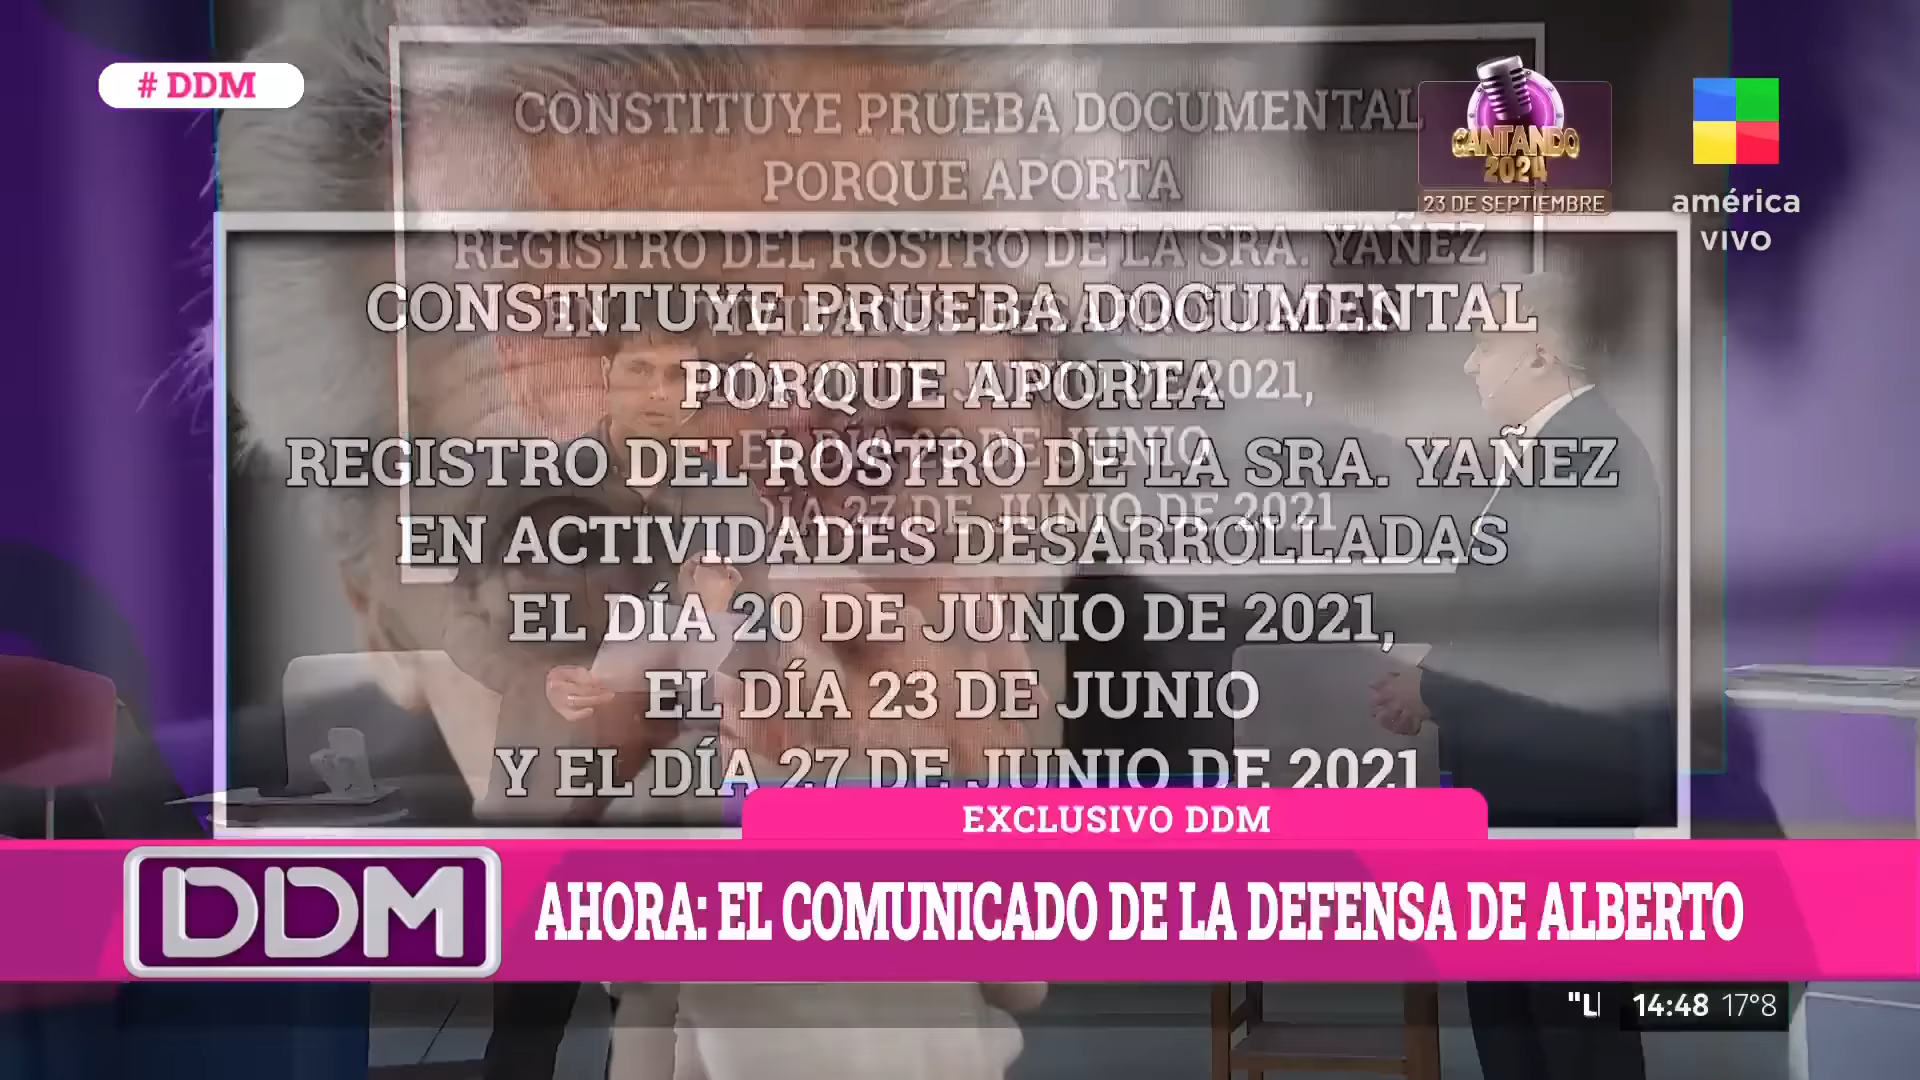 # DDM
CONSTITUYE PRUEBA DOCUMENTAL
PORQUE APORTA
REGISTRO DEL ROSTRO DE LA SRA. YAÑEZ
CANTANDO
2024
23 DE SEPTIEMBRE
américa
VIVO
CONSTITUYE PRUEBA DOCUMENTAL
PORQUE APORTA
REGISTRO DEL ROSTRO DE LA SRA. YAÑEZ
EN ACTIVIDADES DESARROLLADAS
EL DÍA 20 DE JUNIO DE 2021,
EL DÍA 23 DE JUNIO
Y EL DÍA 27 DE JUNIO DE 2021
EXCLUSIVO DDM
DDM
AHORA: EL COMUNICADO DE LA DEFENSA DE ALBERTO
14:48 17°8